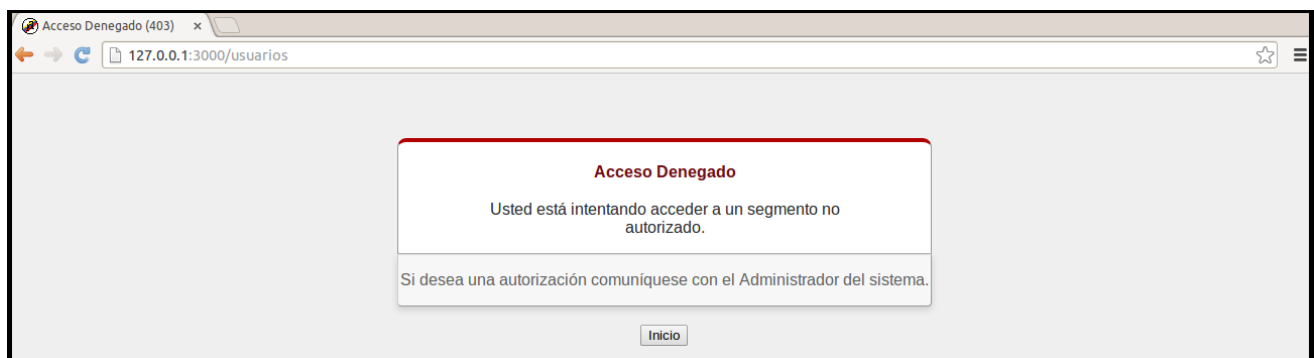 Acceso Denegado (403)
127.0.0.1:3000/usuarios
Acceso Denegado
Usted está intentando acceder a un segmento no
autorizado.
Si desea una autorización comuníquese con el Administrador del sistema.
Inicio